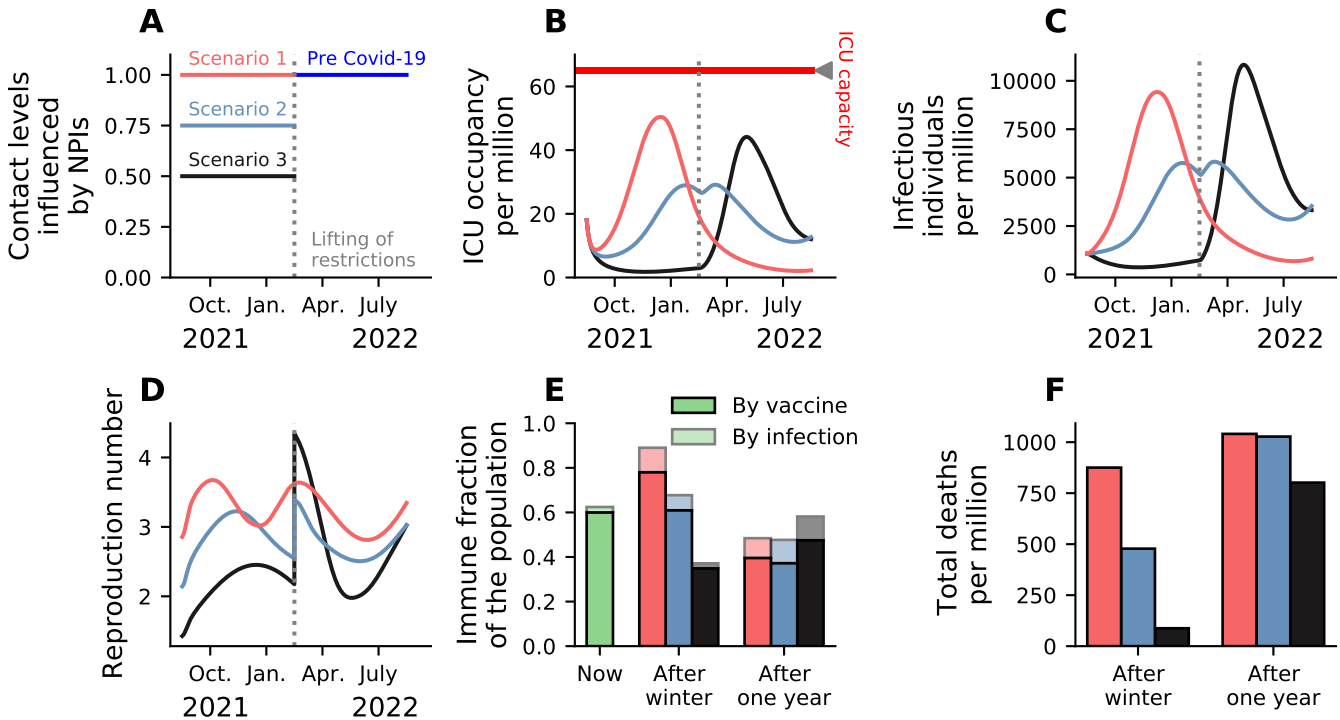 A
Contact levels
influenced
by NPIs
1.00
0.75
0.50
0.25
0.00
Scenario 1
Pre Covid-19
Scenario 2
Scenario 3
Lifting of
restrictions
Oct. Jan. Apr. July
2021 2022
B
ICU occupancy
per million
60
40
20
0
ICU capacity
Oct. Jan. Apr. July
2021 2022
C
Infectious
individuals
per million
10000
7500
5000
2500
0
Oct. Jan. Apr. July
2021 2022
D
Reproduction number
4
3
2
Oct. Jan. Apr. July
2021 2022
E
Immune fraction
of the population
1.0
0.8
0.6
0.4
0.2
0.0
By vaccine
By infection
Now
After
winter
After
one year
F
Total deaths
per million
1000
750
500
250
0
After
winter
After
one year